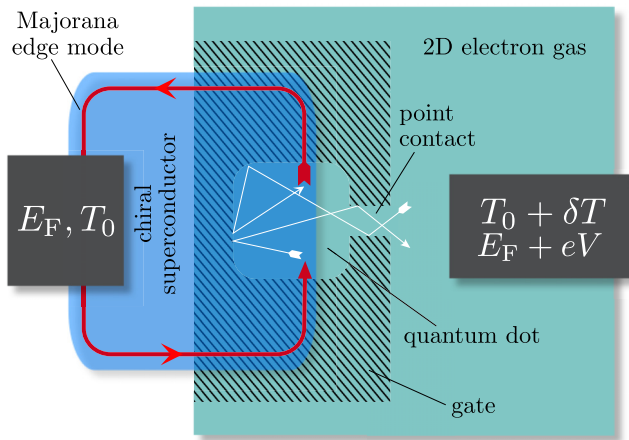 Majorana
edge mode
2D electron gas
point
contact
chiral
superconductor
E_F, T_0
T_0 + δT
E_F + eV
quantum dot
gate